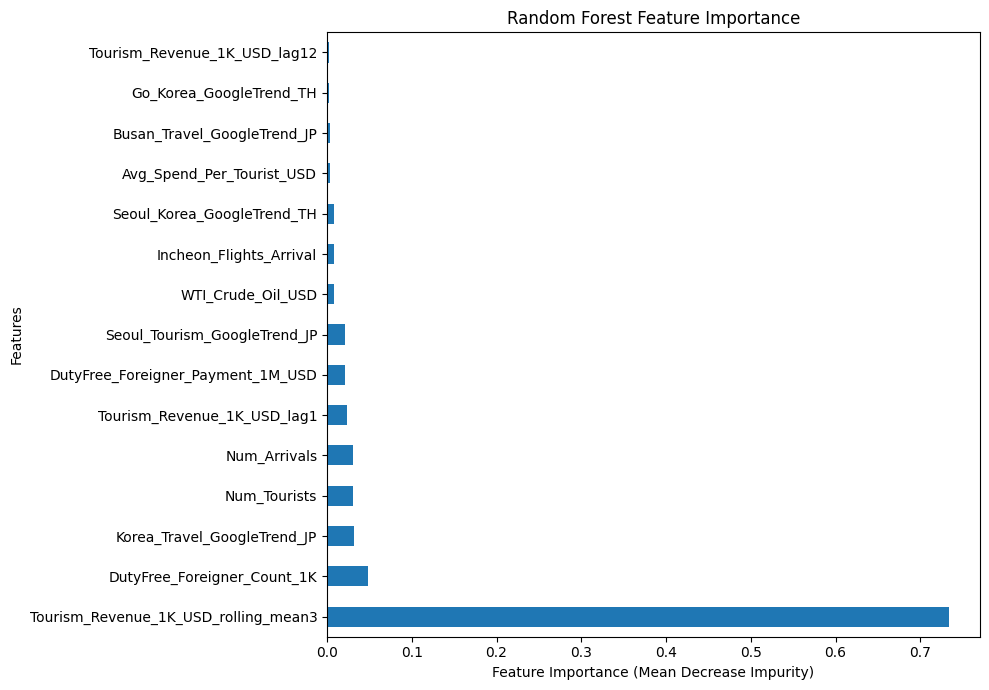 Random Forest Feature Importance
Features
Tourism_Revenue_1K_USD_lag12
Go_Korea_GoogleTrend_TH
Busan_Travel_GoogleTrend_JP
Avg_Spend_Per_Tourist_USD
Seoul_Korea_GoogleTrend_TH
Incheon_Flights_Arrival
WTI_Crude_Oil_USD
Seoul_Tourism_GoogleTrend_JP
DutyFree_Foreigner_Payment_1M_USD
Tourism_Revenue_1K_USD_lag1
Num_Arrivals
Num_Tourists
Korea_Travel_GoogleTrend_JP
DutyFree_Foreigner_Count_1K
Tourism_Revenue_1K_USD_rolling_mean3
0.0 0.1 0.2 0.3 0.4 0.5 0.6 0.7
Feature Importance (Mean Decrease Impurity)